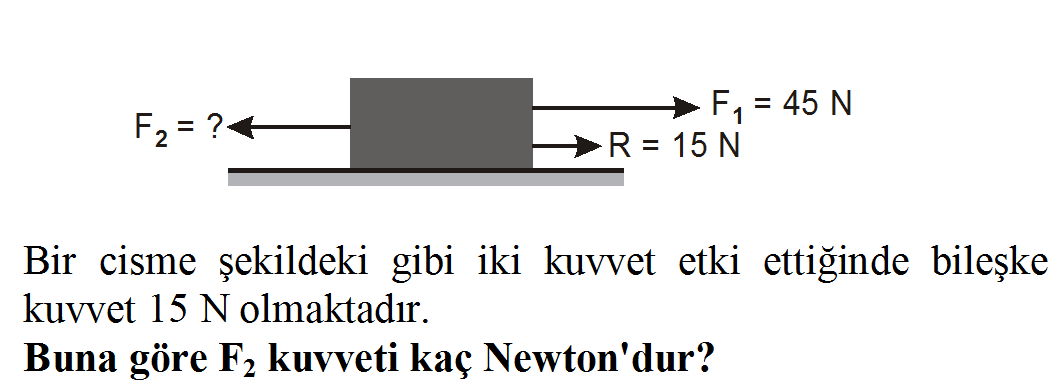 F₁ = 45 N
F₂ = ?
R = 15 N
Bir cisme şekildeki gibi iki kuvvet etki ettiğinde bileşke
kuvvet 15 N olmaktadır.
Buna göre F₂ kuvveti kaç Newton'dur?